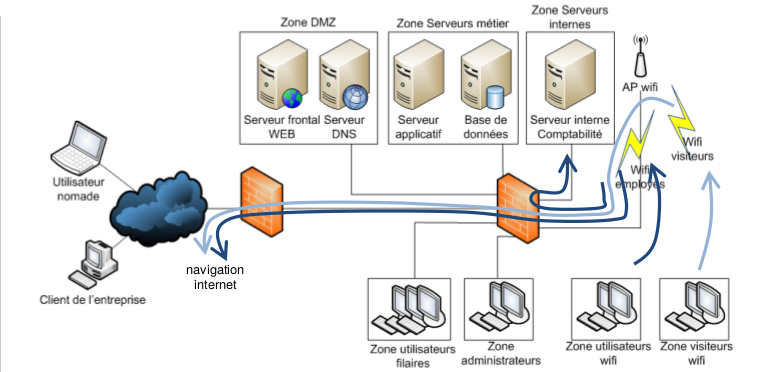 Zone DMZ
Zone Serveurs métier
Zone Serveurs
internes
AP wifi
Serveur frontal
WEB
Serveur
DNS
Serveur
applicatif
Base de
données
Serveur interne
Comptabilité
Wifi
visiteurs
Wifi
employés
Utilisateur
nomade
navigation
internet
Client de l'entreprise
Zone utilisateurs
filaires
Zone
administrateurs
Zone utilisateurs
wifi
Zone visiteurs
wifi